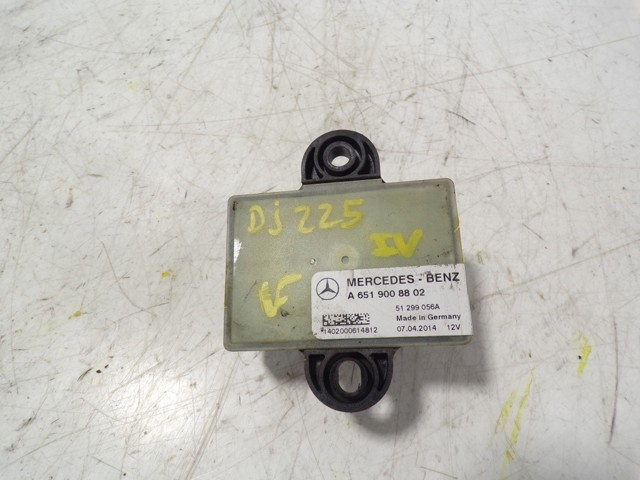 Dj 225
IV
VF
MERCEDES - BENZ
A 651 900 88 02
51 299 056A
Made in Germany
1402000614812
07.04.2014 12V